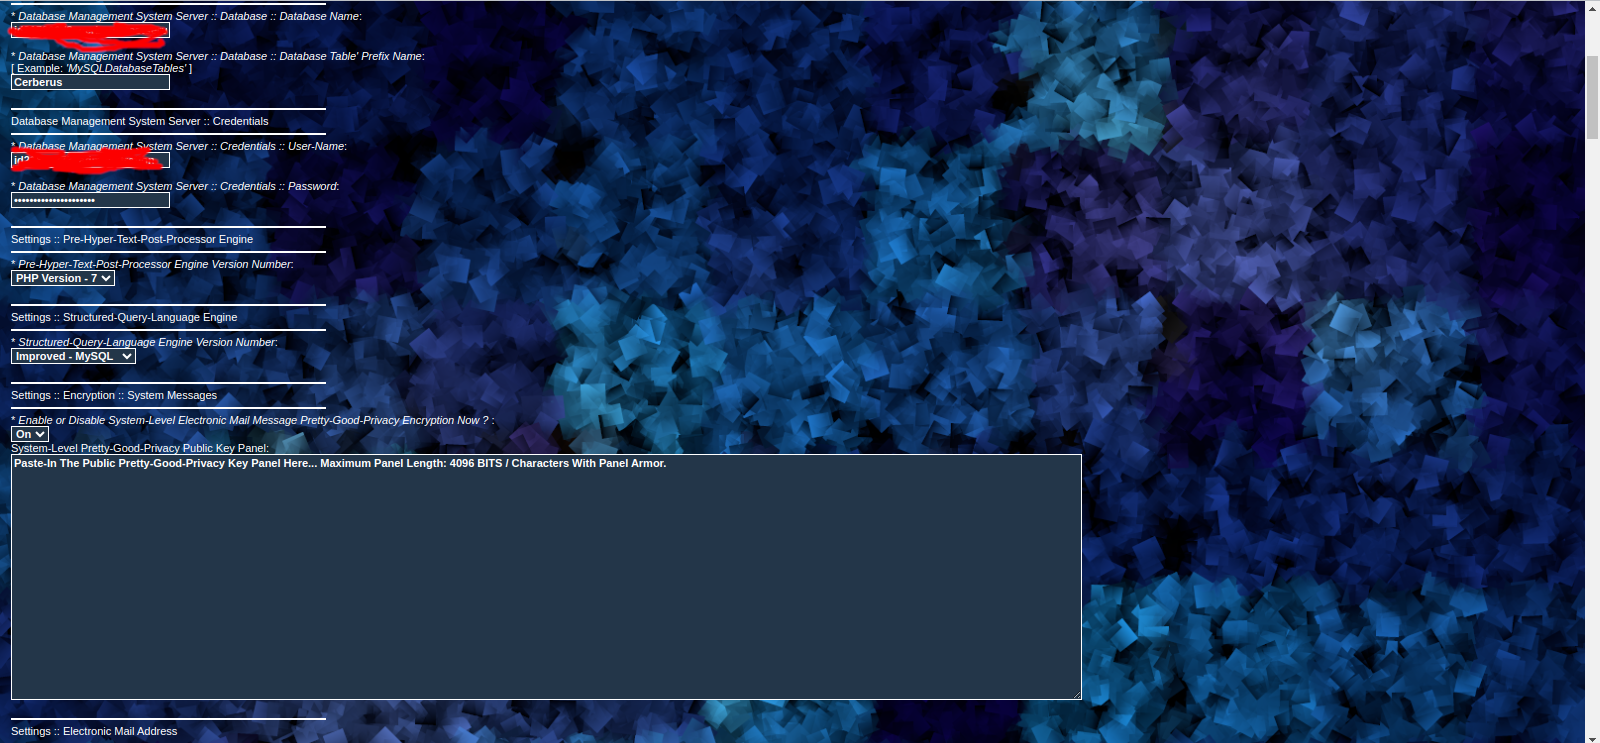 * Database Management System Server :: Database :: Database Name:
* Database Management System Server :: Database :: Database Table' Prefix Name:
[ Example: 'MySQLDatabaseTables' ]
Cerberus
Database Management System Server :: Credentials
* Database Management System Server :: Credentials :: User-Name:
* Database Management System Server :: Credentials :: Password:
•••••••••••••••••••••
Settings :: Pre-Hyper-Text-Post-Processor Engine
* Pre-Hyper-Text-Post-Processor Engine Version Number:
PHP Version - 7
Settings :: Structured-Query-Language Engine
* Structured-Query-Language Engine Version Number:
Improved - MySQL
Settings :: Encryption :: System Messages
* Enable or Disable System-Level Electronic Mail Message Pretty-Good-Privacy Encryption Now ? :
On
System-Level Pretty-Good-Privacy Public Key Panel:
Paste-In The Public Pretty-Good-Privacy Key Panel Here... Maximum Panel Length: 4096 BITS / Characters With Panel Armor.
Settings :: Electronic Mail Address